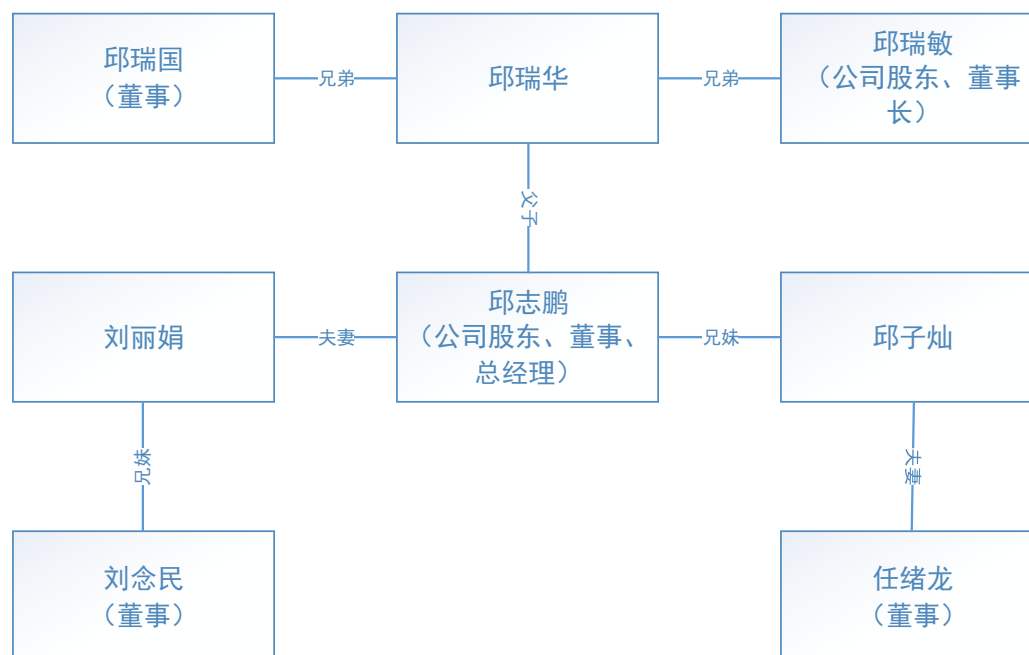 邱瑞国
（董事）
兄弟
邱瑞华
兄弟
邱瑞敏
（公司股东、董事
长）
父子
刘丽娟
夫妻
邱志鹏
（公司股东、董事、
总经理）
兄妹
邱子灿
兄妹
夫妻
刘念民
（董事）
任绪龙
（董事）